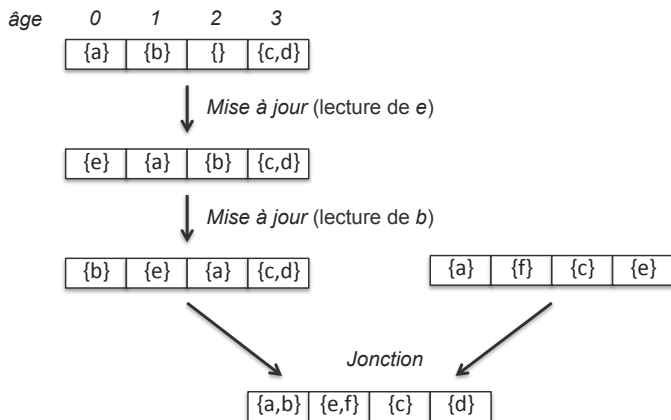 âge 0 1 2 3
{a} {b} {} {c,d}
Mise à jour (lecture de e)
{e} {a} {b} {c,d}
Mise à jour (lecture de b)
{b} {e} {a} {c,d}
{a} {f} {c} {e}
Jonction
{a,b} {e,f} {c} {d}